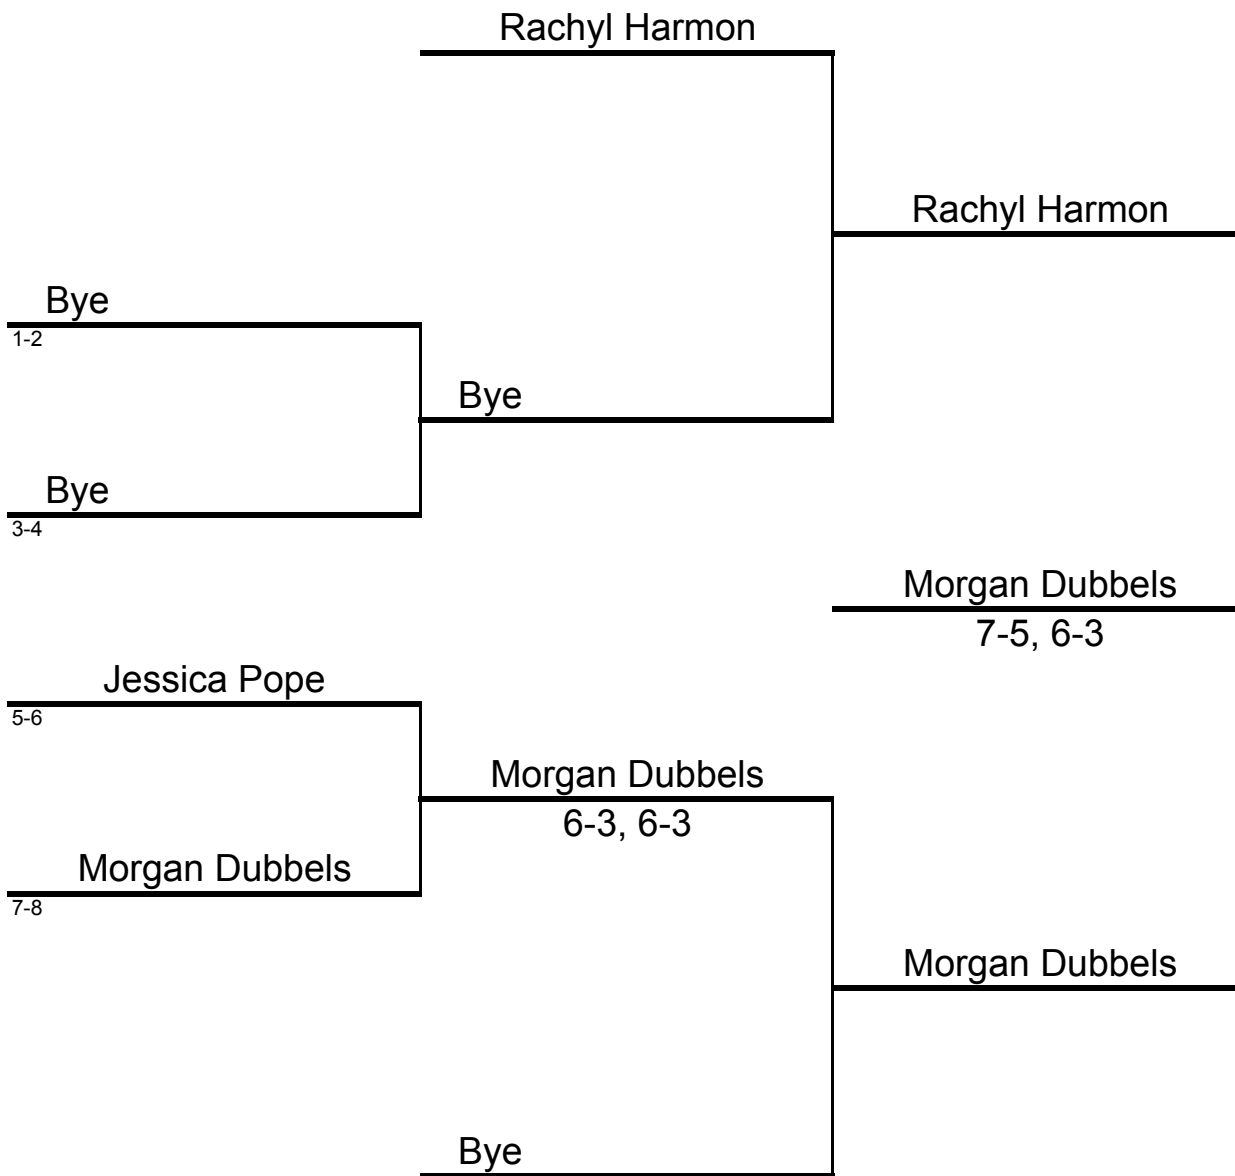 Rachyl Harmon
Rachyl Harmon
Bye
1-2
Bye
Bye
3-4
Morgan Dubbels
7-5, 6-3
Jessica Pope
5-6
Morgan Dubbels
6-3, 6-3
Morgan Dubbels
7-8
Morgan Dubbels
Bye